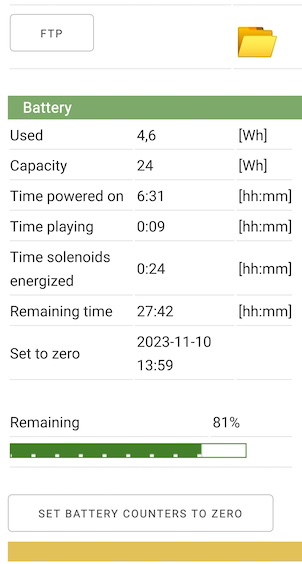 FTP
Battery
Used 4,6 [Wh]
Capacity 24 [Wh]
Time powered on 6:31 [hh:mm]
Time playing 0:09 [hh:mm]
Time solenoids
energized 0:24 [hh:mm]
Remaining time 27:42 [hh:mm]
Set to zero 2023-11-10
13:59
Remaining 81%
SET BATTERY COUNTERS TO ZERO